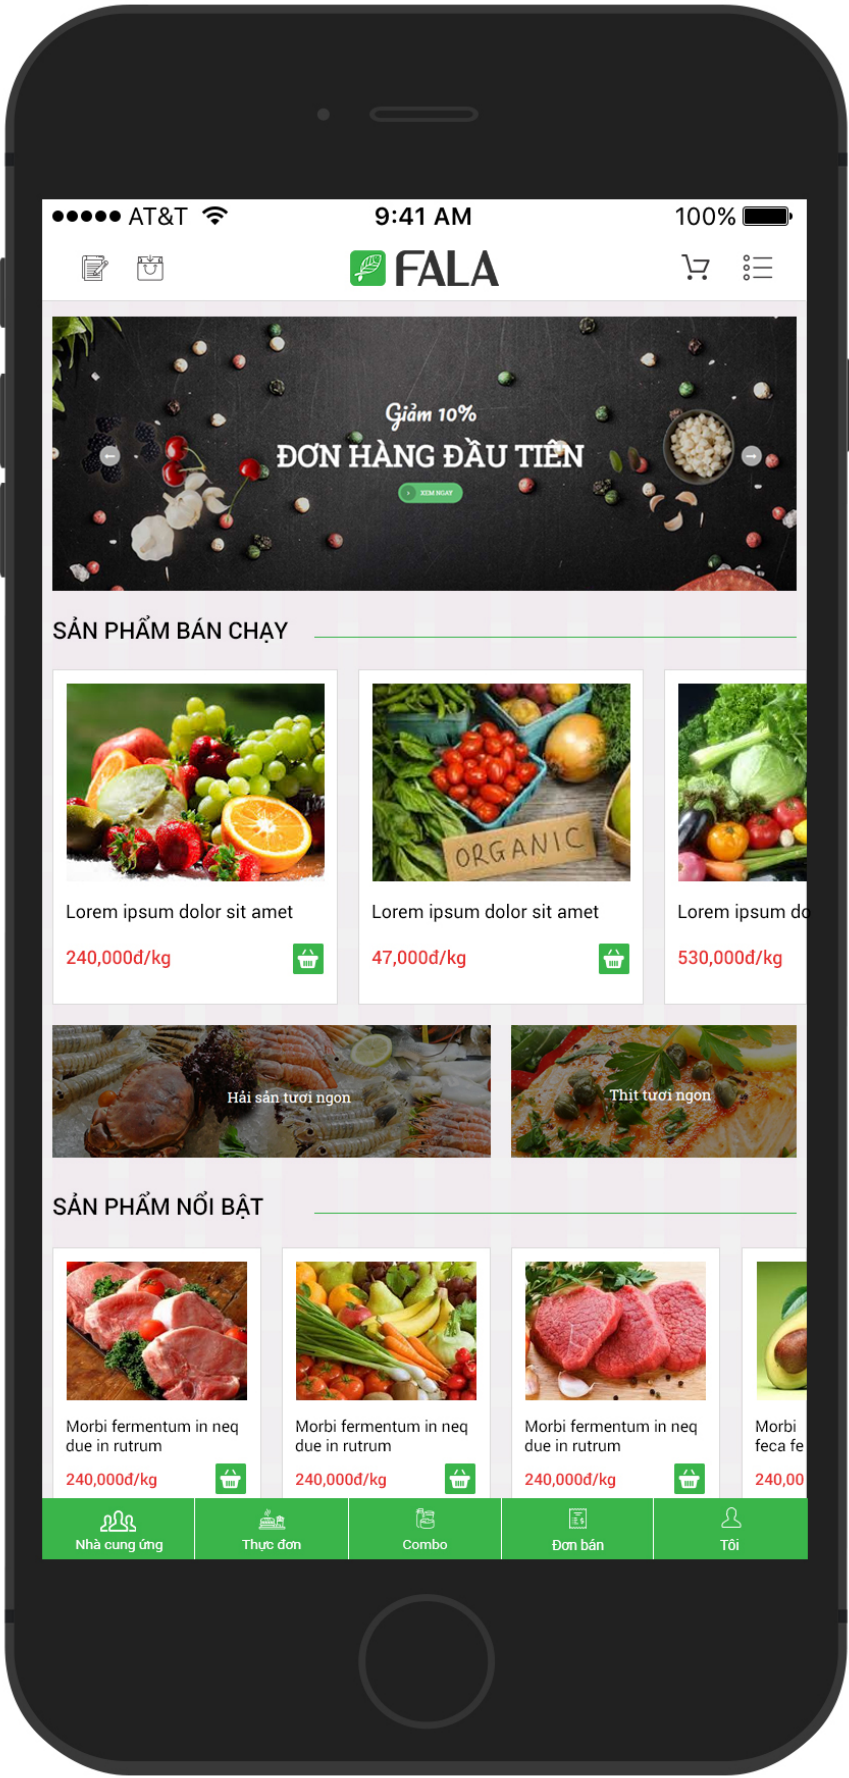 AT&T
9:41 AM
100%
FALA
Giảm 10%
ĐƠN HÀNG ĐẦU TIÊN
XEM NGAY
SẢN PHẨM BÁN CHẠY
ORGANIC
Lorem ipsum dolor sit amet
Lorem ipsum dolor sit amet
Lorem ipsum do
240,000đ/kg
47,000đ/kg
530,000đ/kg
Hải sản tươi ngon
Thịt tươi ngon
SẢN PHẨM NỔI BẬT
Morbi fermentum in neq
due in rutrum
240,000đ/kg
Morbi fermentum in neq
due in rutrum
240,000đ/kg
Morbi fermentum in neq
due in rutrum
240,000đ/kg
Morbi
feca fe
240,00
Nhà cung ứng
Thực đơn
Combo
Đơn bán
Tôi